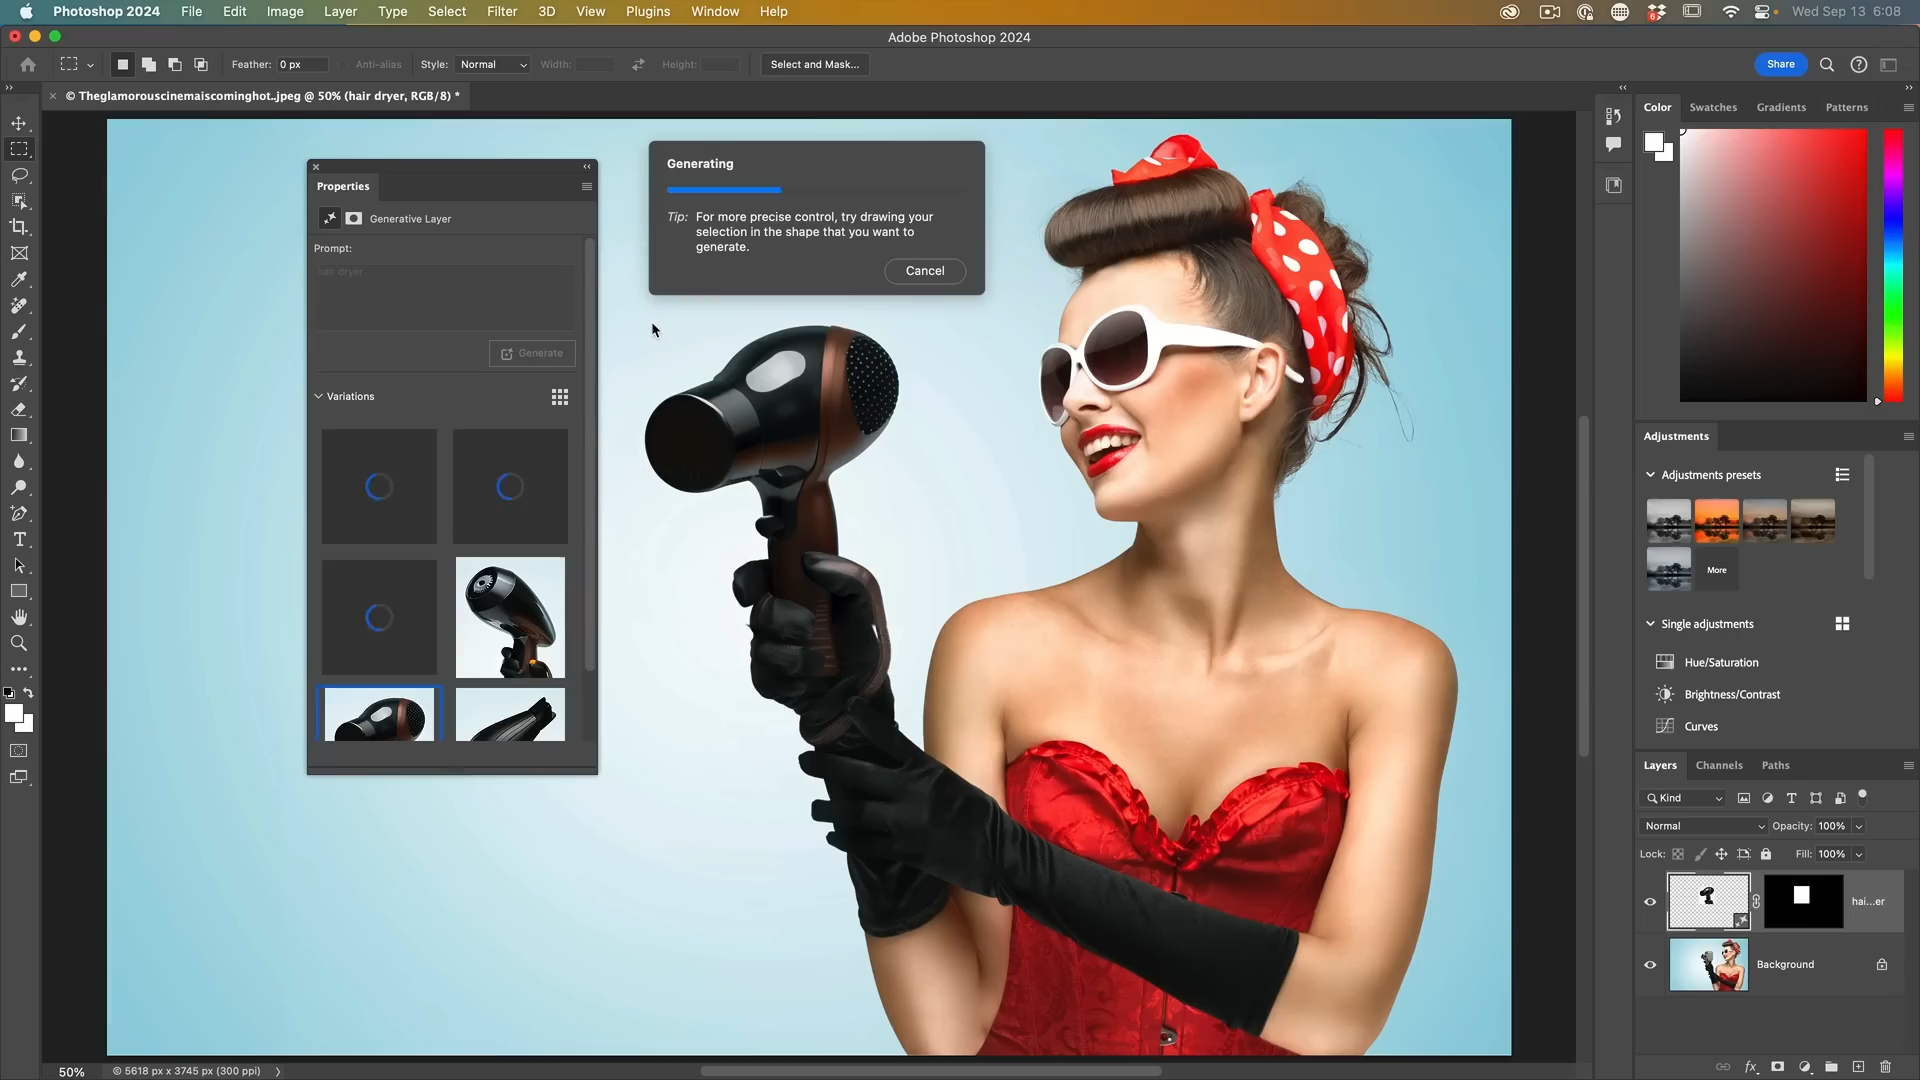 Photoshop 2024 File Edit Image Layer Type Select Filter 3D View Plugins Window Help
Wed Sep 13 6:08
Adobe Photoshop 2024
Feather: 0 px Anti-alias Style: Normal Width: Height: Select and Mask... Share
© Theglamorouscinemaiscominghot..jpeg @ 50% (hair dryer, RGB/8) *
Properties
Generative Layer
Prompt:
hair dryer
Generate
Variations
Generating
Tip: For more precise control, try drawing your
selection in the shape that you want to
generate.
Cancel
Color Swatches Gradients Patterns
Adjustments
Adjustments presets
More
Single adjustments
Hue/Saturation
Brightness/Contrast
Curves
Layers Channels Paths
Kind
Normal Opacity: 100%
Lock: Fill: 100%
hai...er
Background
50% © 5618 px x 3745 px (300 ppi)